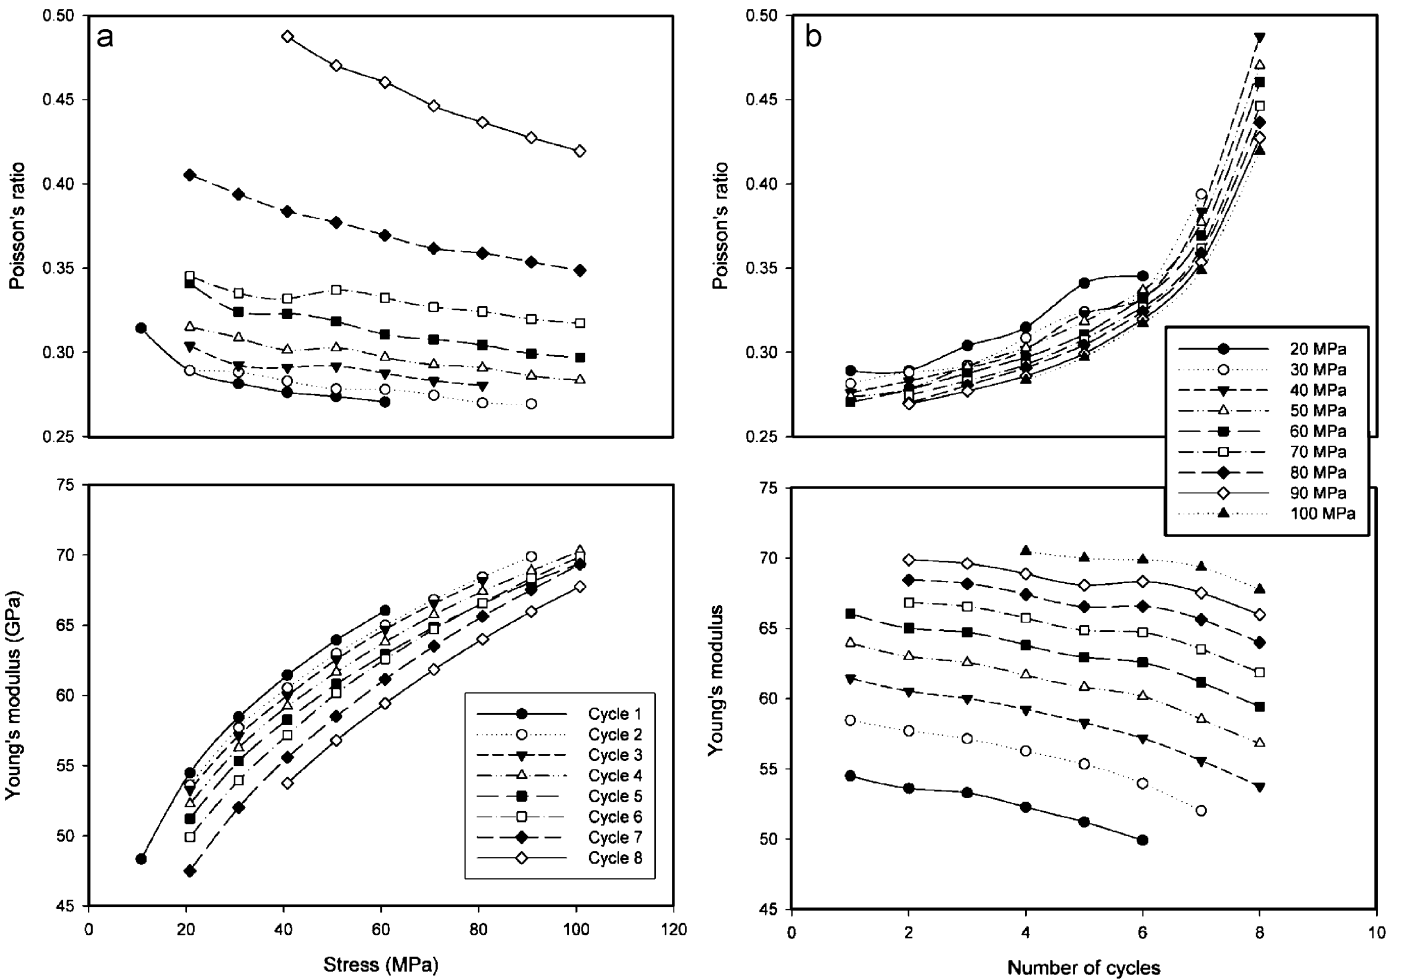 a
0.50
0.45
0.40
0.35
0.30
0.25
Poisson's ratio
b
0.50
0.45
0.40
0.35
0.30
0.25
Poisson's ratio
20 MPa
30 MPa
40 MPa
50 MPa
60 MPa
70 MPa
80 MPa
90 MPa
100 MPa
75
70
65
60
55
50
45
Young's modulus (GPa)
Cycle 1
Cycle 2
Cycle 3
Cycle 4
Cycle 5
Cycle 6
Cycle 7
Cycle 8
0 20 40 60 80 100 120
Stress (MPa)
75
70
65
60
55
50
45
Young's modulus
0 2 4 6 8 10
Number of cycles